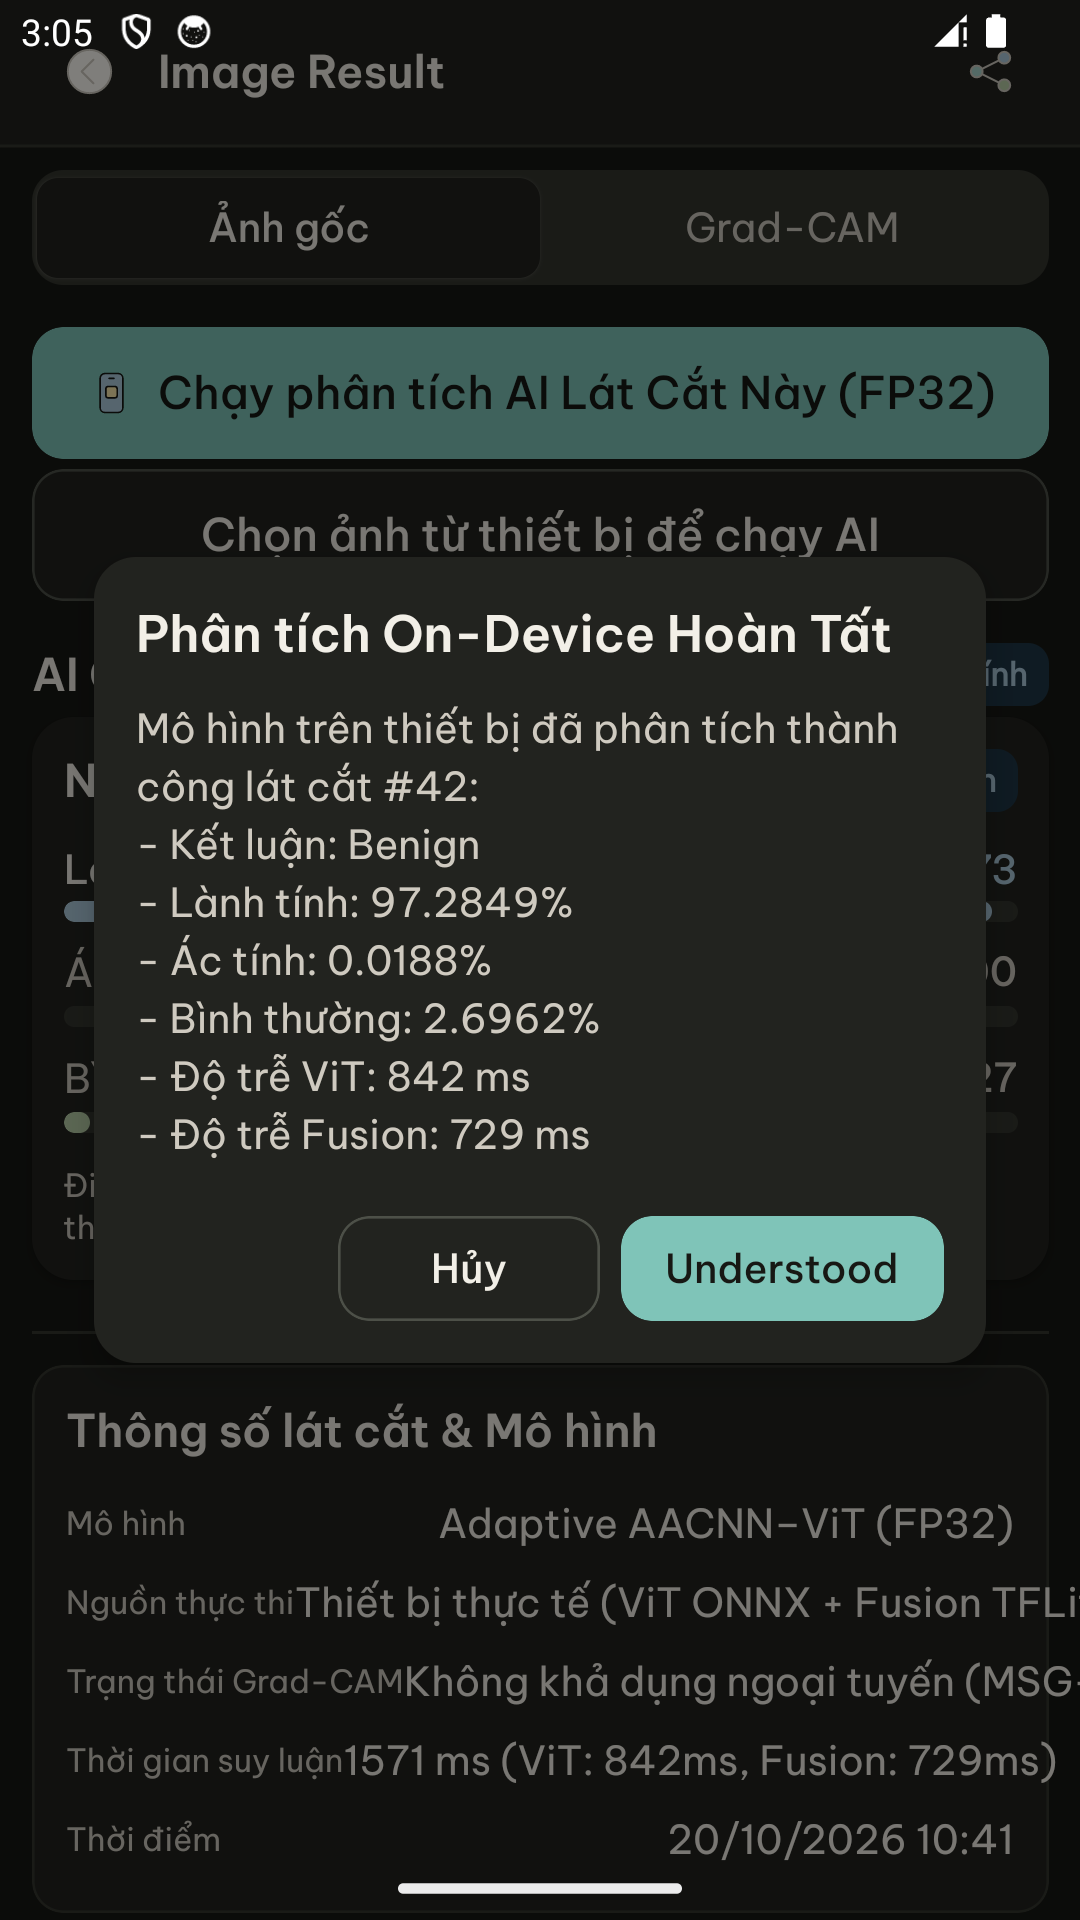 3:05
Image Result
Ảnh gốc
Grad-CAM
Chạy phân tích AI Lát Cắt Này (FP32)
Chọn ảnh từ thiết bị để chạy AI
AI
Phân tích On-Device Hoàn Tất
Mô hình trên thiết bị đã phân tích thành
công lát cắt #42:
- Kết luận: Benign
- Lành tính: 97.2849%
- Ác tính: 0.0188%
- Bình thường: 2.6962%
- Độ trễ ViT: 842 ms
- Độ trễ Fusion: 729 ms
Hủy
Understood
Thông số lát cắt & Mô hình
Mô hình
Adaptive AACNN-ViT (FP32)
Nguồn thực thi
Thiết bị thực tế (ViT ONNX + Fusion TFLi
Trạng thái Grad-CAM
Không khả dụng ngoại tuyến (MSG-
Thời gian suy luận
1571 ms (ViT: 842ms, Fusion: 729ms)
Thời điểm
20/10/2026 10:41